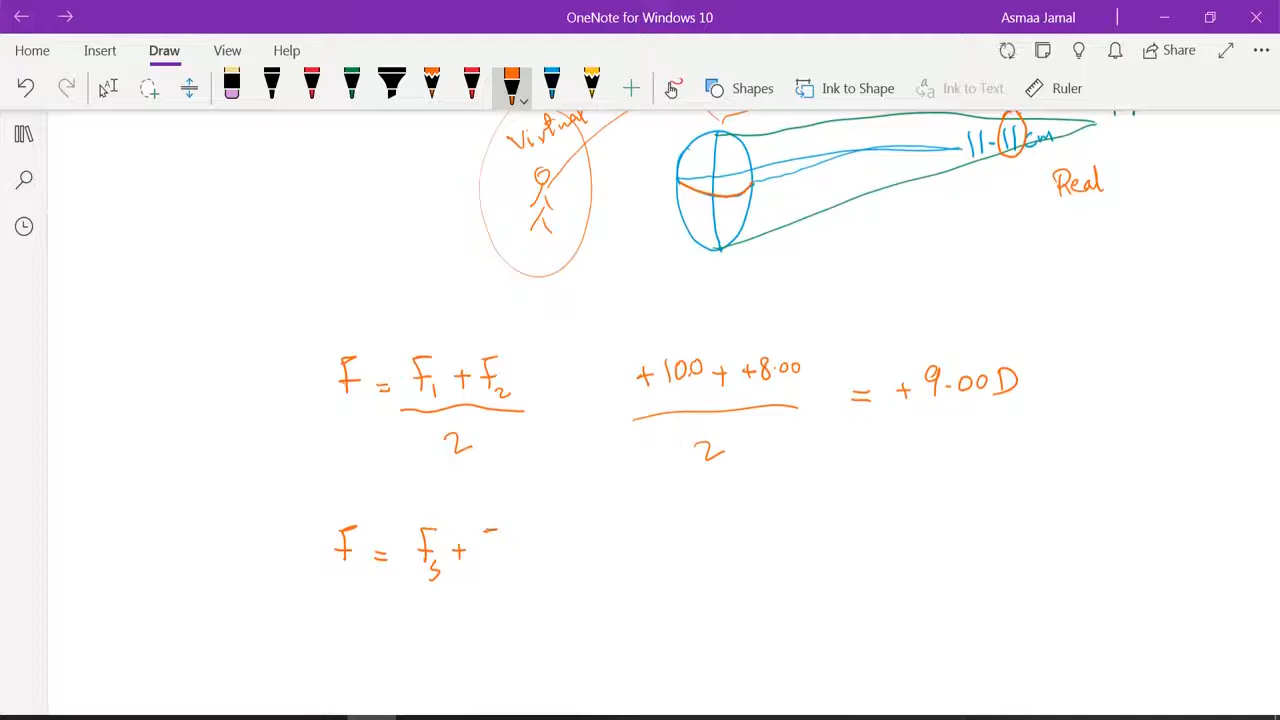 OneNote for Windows 10
Asmaa Jamal
Home Insert Draw View Help
Share
Shapes
Ink to Shape
Ink to Text
Ruler
Virtual
11.11 cm
Real
F = F1 + F2 / 2
+10.0 + +8.00 / 2 = +9.00 D
F = Fs +